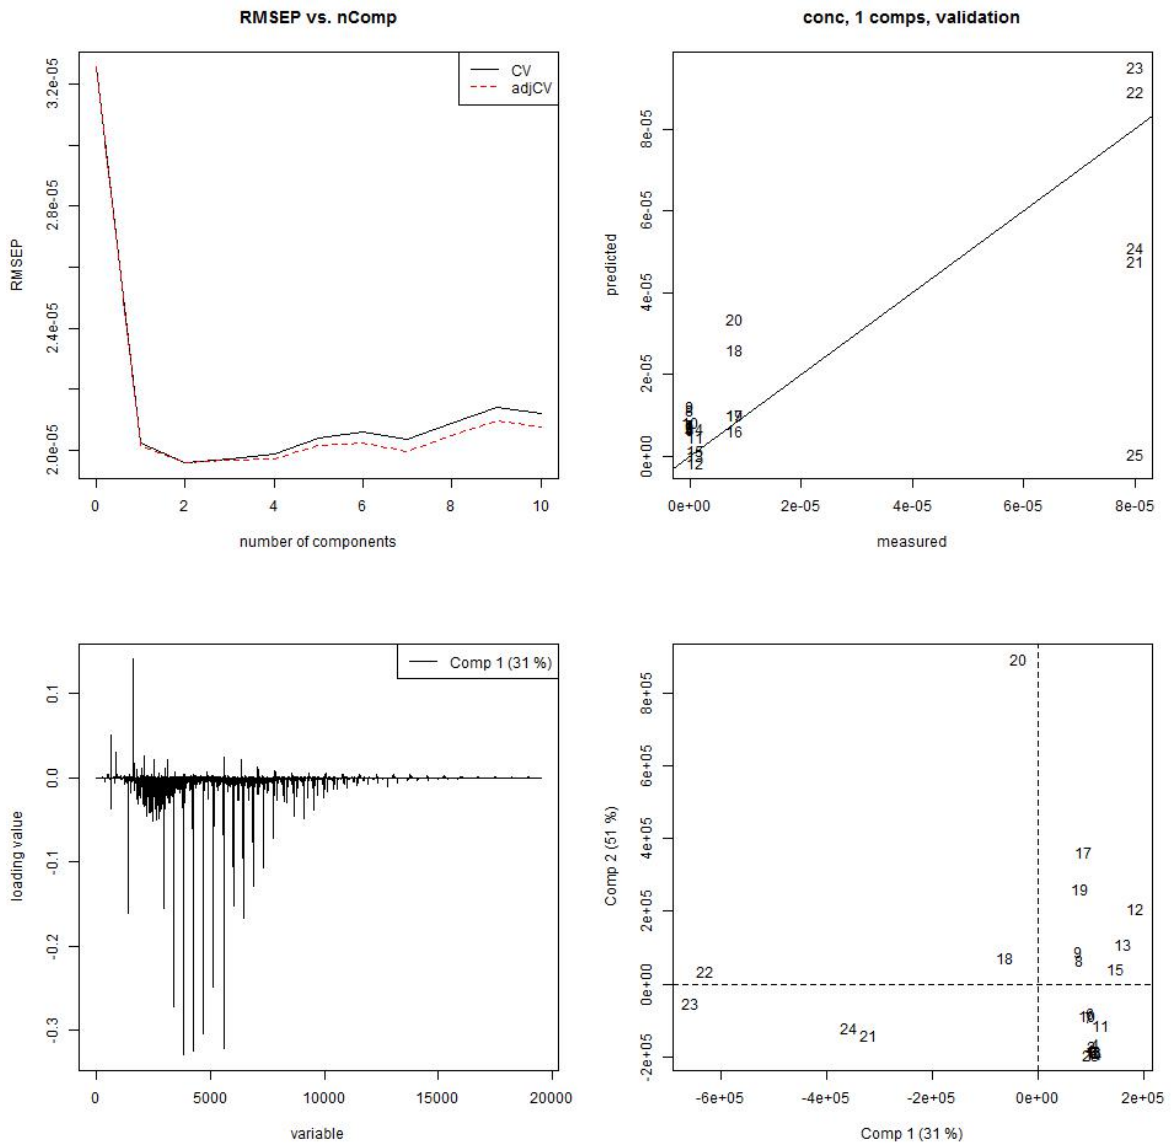 RMSEP vs. nComp
CV
adjCV
3.2e-05
2.8e-05
2.4e-05
2.0e-05
RMSEP
0 2 4 6 8 10
number of components
conc, 1 comps, validation
8e-05
6e-05
4e-05
2e-05
0e+00
predicted
23
22
24
21
20
18
9
8
10
14
11
17
16
12
25
0e+00 2e-05 4e-05 6e-05 8e-05
measured
Comp 1 (31 %)
0.1
0.0
-0.1
-0.2
-0.3
loading value
0 5000 10000 15000 20000
variable
8e+05
6e+05
4e+05
2e+05
0e+00
-2e+05
Comp 2 (51 %)
20
17
19
12
13
9
8
15
18
22
23
24
21
11
-6e+05 -4e+05 -2e+05 0e+00 2e+05
Comp 1 (31 %)